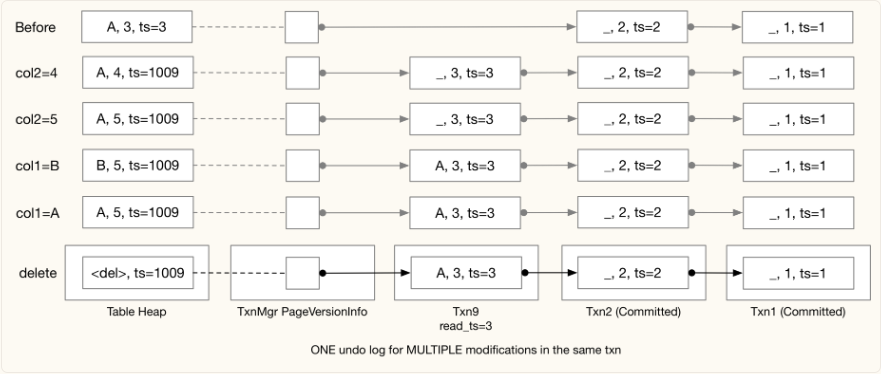 Before A, 3, ts=3 _, 2, ts=2 _, 1, ts=1
col2=4 A, 4, ts=1009 _, 3, ts=3 _, 2, ts=2 _, 1, ts=1
col2=5 A, 5, ts=1009 _, 3, ts=3 _, 2, ts=2 _, 1, ts=1
col1=B B, 5, ts=1009 A, 3, ts=3 _, 2, ts=2 _, 1, ts=1
col1=A A, 5, ts=1009 A, 3, ts=3 _, 2, ts=2 _, 1, ts=1
delete <del>, ts=1009 A, 3, ts=3 _, 2, ts=2 _, 1, ts=1
Table Heap TxnMgr PageVersionInfo Txn9 Txn2 (Committed) Txn1 (Committed)
read_ts=3
ONE undo log for MULTIPLE modifications in the same txn